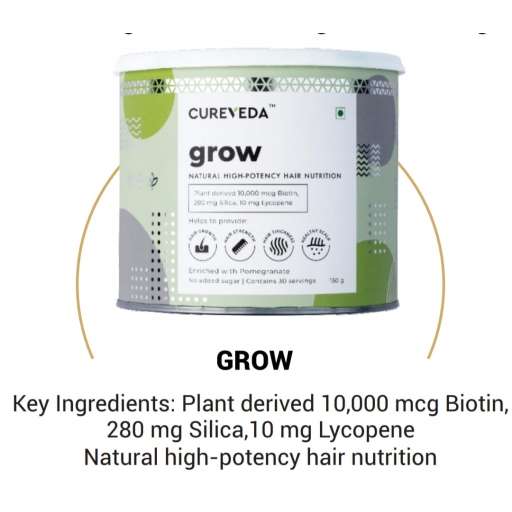 CUREVEDA™
grow
NATURAL HIGH-POTENCY HAIR NUTRITION
Plant derived 10,000 mcg Biotin,
280 mg Silica, 10 mg Lycopene
Helps to provide:
HAIR GROWTH HAIR STRENGTH HAIR THICKNESS HEALTHY SCALP
Enriched with Pomegranate
No added sugar | Contains 30 servings 150 g
GROW
Key Ingredients: Plant derived 10,000 mcg Biotin,
280 mg Silica,10 mg Lycopene
Natural high-potency hair nutrition